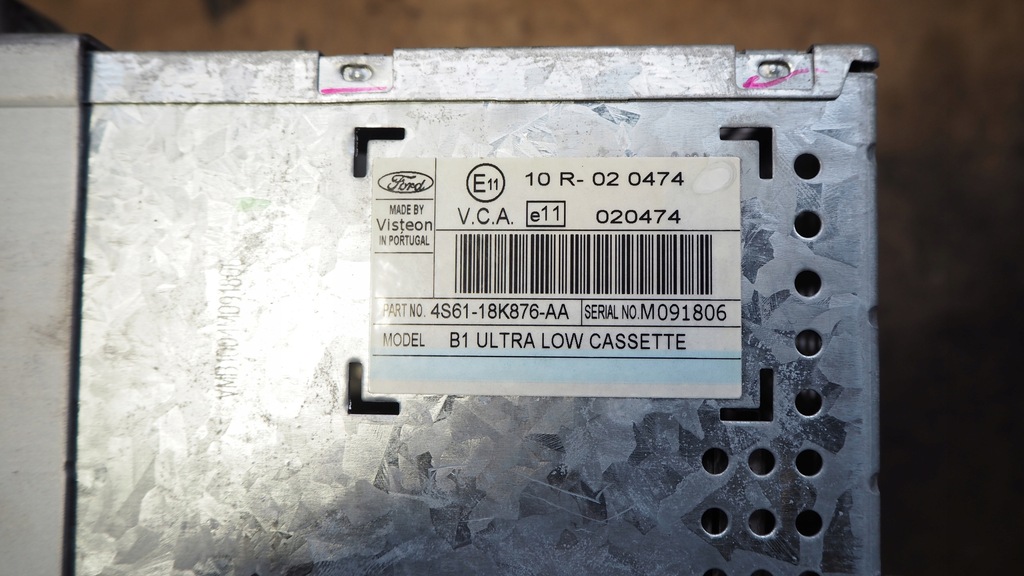 Ford
MADE BY
Visteon
IN PORTUGAL
E11 10 R- 02 0474
V.C.A. e11 020474
PART NO. 4S61-18K876-AA SERIAL NO. M091806
MODEL B1 ULTRA LOW CASSETTE